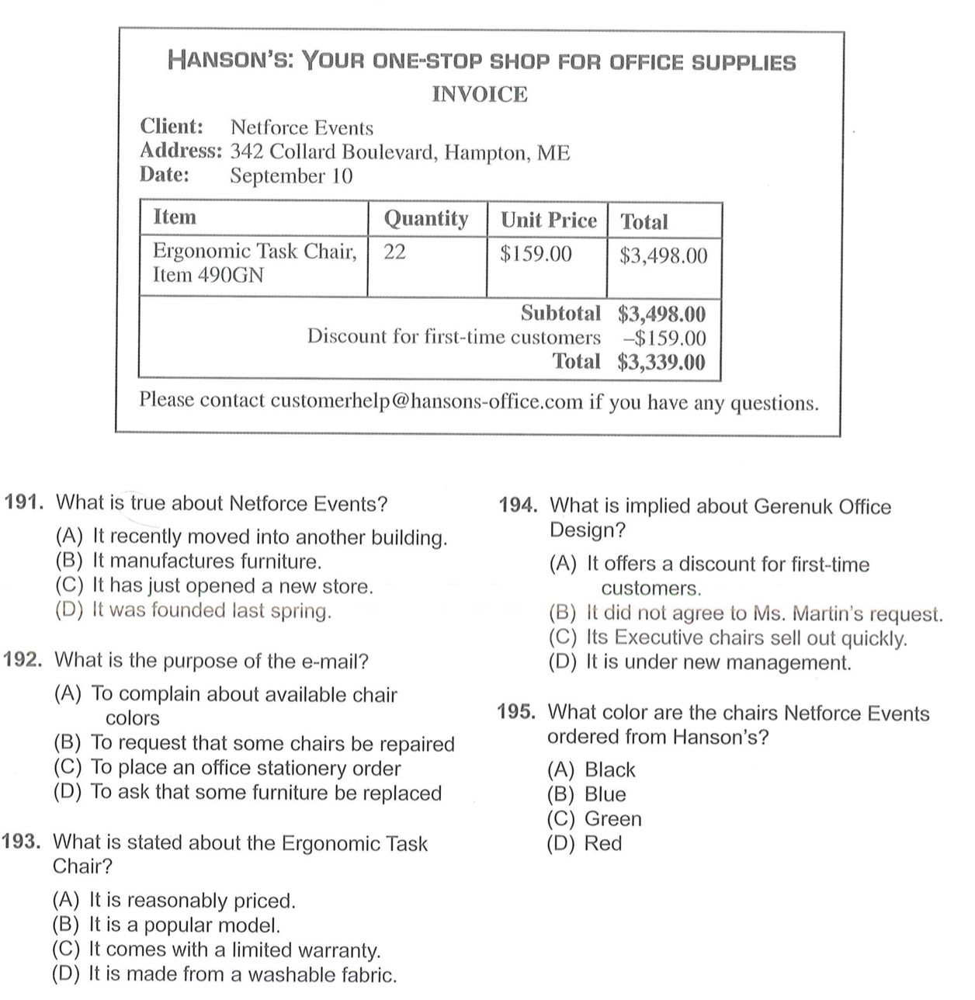 HANSON'S: YOUR ONE-STOP SHOP FOR OFFICE SUPPLIES
INVOICE
Client: Netforce Events
Address: 342 Collard Boulevard, Hampton, ME
Date: September 10
Item Quantity Unit Price Total
Ergonomic Task Chair, 22 $159.00 $3,498.00
Item 490GN
Subtotal $3,498.00
Discount for first-time customers –$159.00
Total $3,339.00
Please contact customerhelp@hansons-office.com if you have any questions.
191. What is true about Netforce Events?
(A) It recently moved into another building.
(B) It manufactures furniture.
(C) It has just opened a new store.
(D) It was founded last spring.
192. What is the purpose of the e-mail?
(A) To complain about available chair
colors
(B) To request that some chairs be repaired
(C) To place an office stationery order
(D) To ask that some furniture be replaced
193. What is stated about the Ergonomic Task
Chair?
(A) It is reasonably priced.
(B) It is a popular model.
(C) It comes with a limited warranty.
(D) It is made from a washable fabric.
194. What is implied about Gerenuk Office
Design?
(A) It offers a discount for first-time
customers.
(B) It did not agree to Ms. Martin's request.
(C) Its Executive chairs sell out quickly.
(D) It is under new management.
195. What color are the chairs Netforce Events
ordered from Hanson's?
(A) Black
(B) Blue
(C) Green
(D) Red